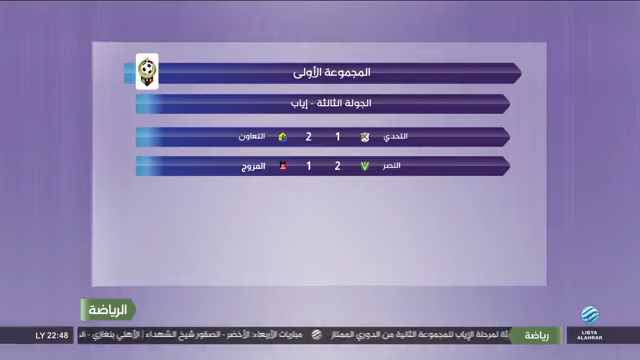 المجموعة الأولى
الجولة الثالثة - إياب
التحدي 1 2 التعاون
النصر 2 1 المروج
الرياضة
رياضة
لمرحلة الإياب للمجموعة الثانية من الدوري الممتاز
مباريات الأربعاء: الأخضر - الصقور شيخ الشهداء | الأهلي بنغازي -
LY 22:48
LIBYA
ALAHRAR